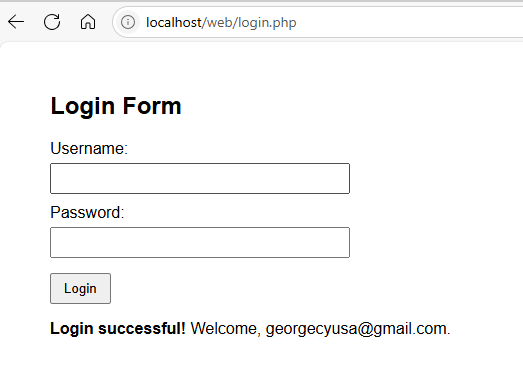 localhost/web/login.php
Login Form
Username:
Password:
Login
Login successful! Welcome, georgecyusa@gmail.com.